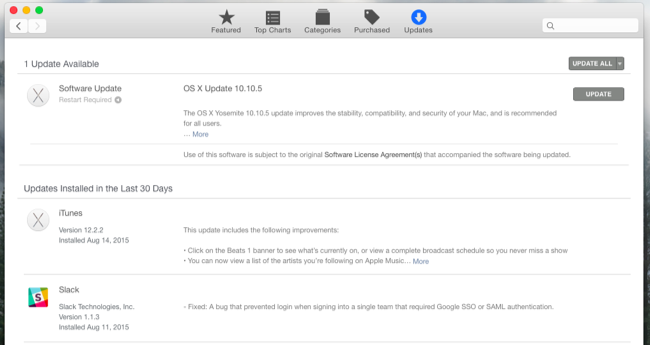 Featured
Top Charts
Categories
Purchased
Updates
1 Update Available
UPDATE ALL
Software Update
Restart Required
OS X Update 10.10.5
UPDATE
The OS X Yosemite 10.10.5 update improves the stability, compatibility, and security of your Mac, and is recommended
for all users.
... More
Use of this software is subject to the original Software License Agreement(s) that accompanied the software being updated.
Updates Installed in the Last 30 Days
iTunes
Version 12.2.2
Installed Aug 14, 2015
This update includes the following improvements:
• Click on the Beats 1 banner to see what's currently on, or view a complete broadcast schedule so you never miss a show
• You can now view a list of the artists you're following on Apple Music... More
Slack
Slack Technologies, Inc.
Version 1.1.3
Installed Aug 11, 2015
- Fixed: A bug that prevented login when signing into a single team that required Google SSO or SAML authentication.